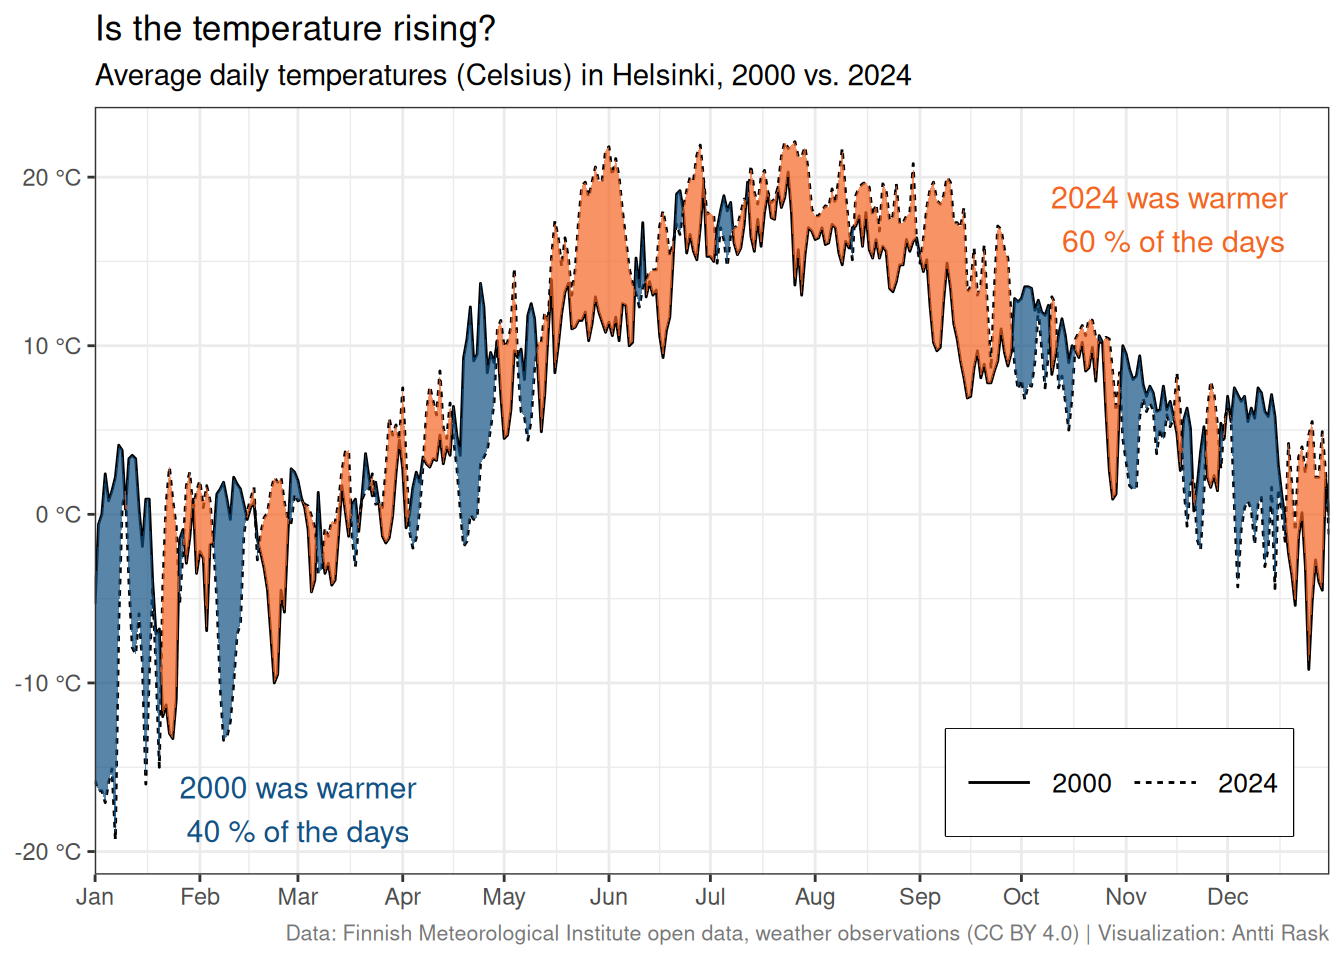 Is the temperature rising?
Average daily temperatures (Celsius) in Helsinki, 2000 vs. 2024
20 °C
10 °C
0 °C
-10 °C
-20 °C
2024 was warmer
60 % of the days
2000 was warmer
40 % of the days
2000 2024
Jan Feb Mar Apr May Jun Jul Aug Sep Oct Nov Dec
Data: Finnish Meteorological Institute open data, weather observations (CC BY 4.0) | Visualization: Antti Rask